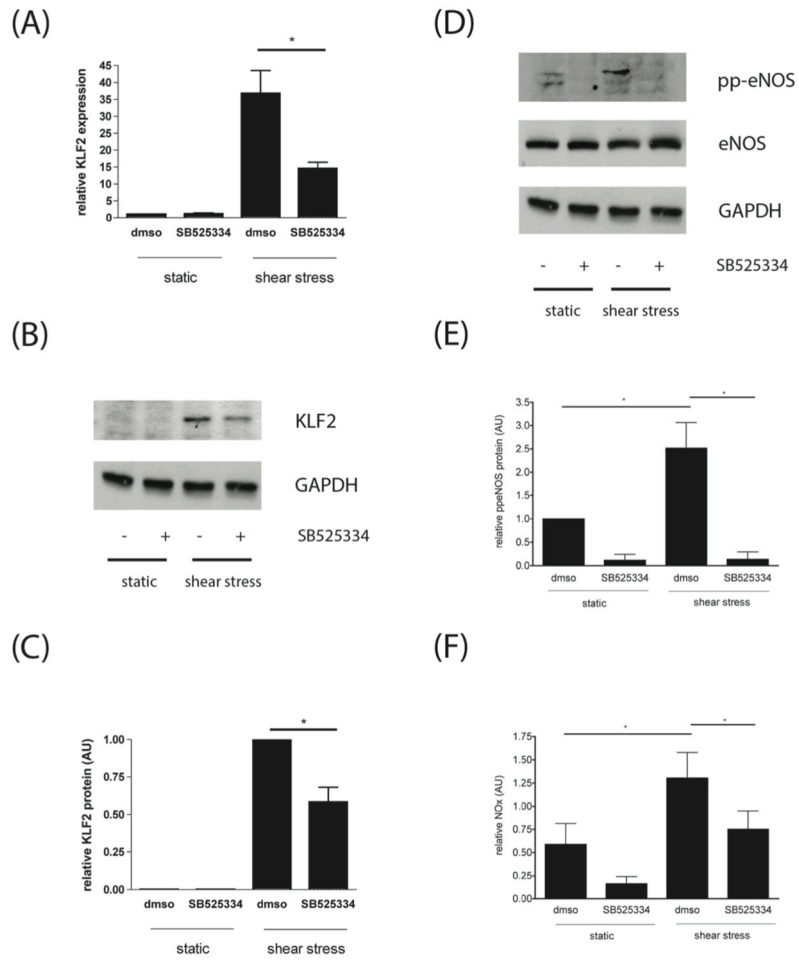 (A)
*
relative KLF2 expression
45
40
35
30
25
20
15
10
5
0
dmso SB525334 dmso SB525334
static shear stress
(B)
KLF2
GAPDH
- + - + SB525334
static shear stress
(C)
*
relative KLF2 protein (AU)
1.00
0.75
0.50
0.25
0.00
dmso SB525334 dmso SB525334
static shear stress
(D)
pp-eNOS
eNOS
GAPDH
- + - + SB525334
static shear stress
(E)
* *
relative ppeNOS protein (AU)
3.5
3.0
2.5
2.0
1.5
1.0
0.5
0.0
dmso SB525334 dmso SB525334
static shear stress
(F)
* *
relative NOx (AU)
1.75
1.50
1.25
1.00
0.75
0.50
0.25
0.00
dmso SB525334 dmso SB525334
static shear stress